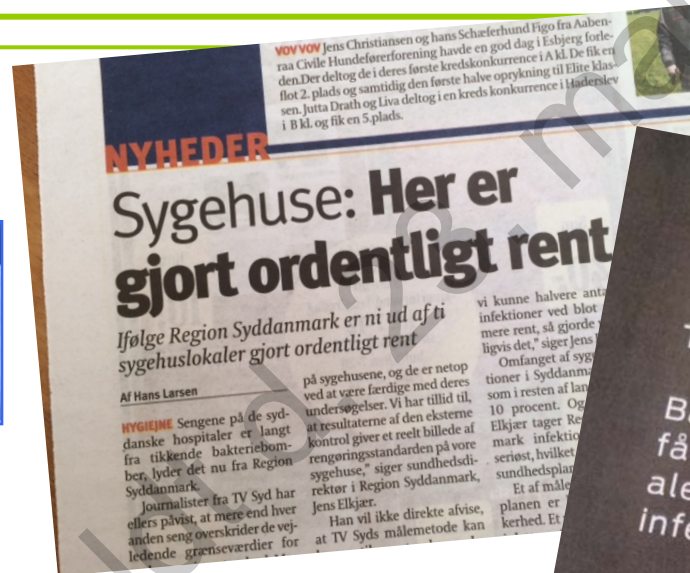 VOV VOV Jens Christiansen og hans Schæferhund Figo fra Aaben-
raa Civile Hundeførerforening havde en god dag i Esbjerg forle-
den.Der deltog de i deres første kredskonkurrence i A kl. De fik en
flot 2. plads og samtidig den første halve oprykning til Elite klas-
sen. Jutta Drath og Liva deltog i en kreds konkurrence i Haderslev
i B kl. og fik en 5.plads.
NYHEDER
Sygehuse: Her er
gjort ordentligt rent
Ifølge Region Syddanmark er ni ud af ti
sygehuslokaler gjort ordentligt rent
Af Hans Larsen
HYGIEJNE Sengene på de syd-
danske hospitaler er langt
fra tikkende bakteriebom-
ber, lyder det nu fra Region
Syddanmark.
Journalister fra TV Syd har
ellers påvist, at mere end hver
anden seng overskrider de vej-
ledende grænseværdier for
på sygehusene, og de er netop
ved at være færdige med deres
undersøgelser. Vi har tillid til,
at resultaterne af den eksterne
kontrol giver et reelt billede af
rengøringsstandarden på vore
sygehuse," siger sundhedsdi-
rektør i Region Syddanmark,
Jens Elkjær.
Han vil ikke direkte afvise,
at TV Syds målemetode kan
vi kunne halvere anta
infektioner ved blot
mere rent, så gjorde
ligvis det," siger Jens
Omfanget af syg
tioner i Syddanma
som i resten af lan
10 procent. Og
Elkjær tager Re
mark infektio
seriøst, hvilket
sundhedsplan
Et af måle
planen er
kerhed. Et
T
B
få
ale
infe
d. 23. ma